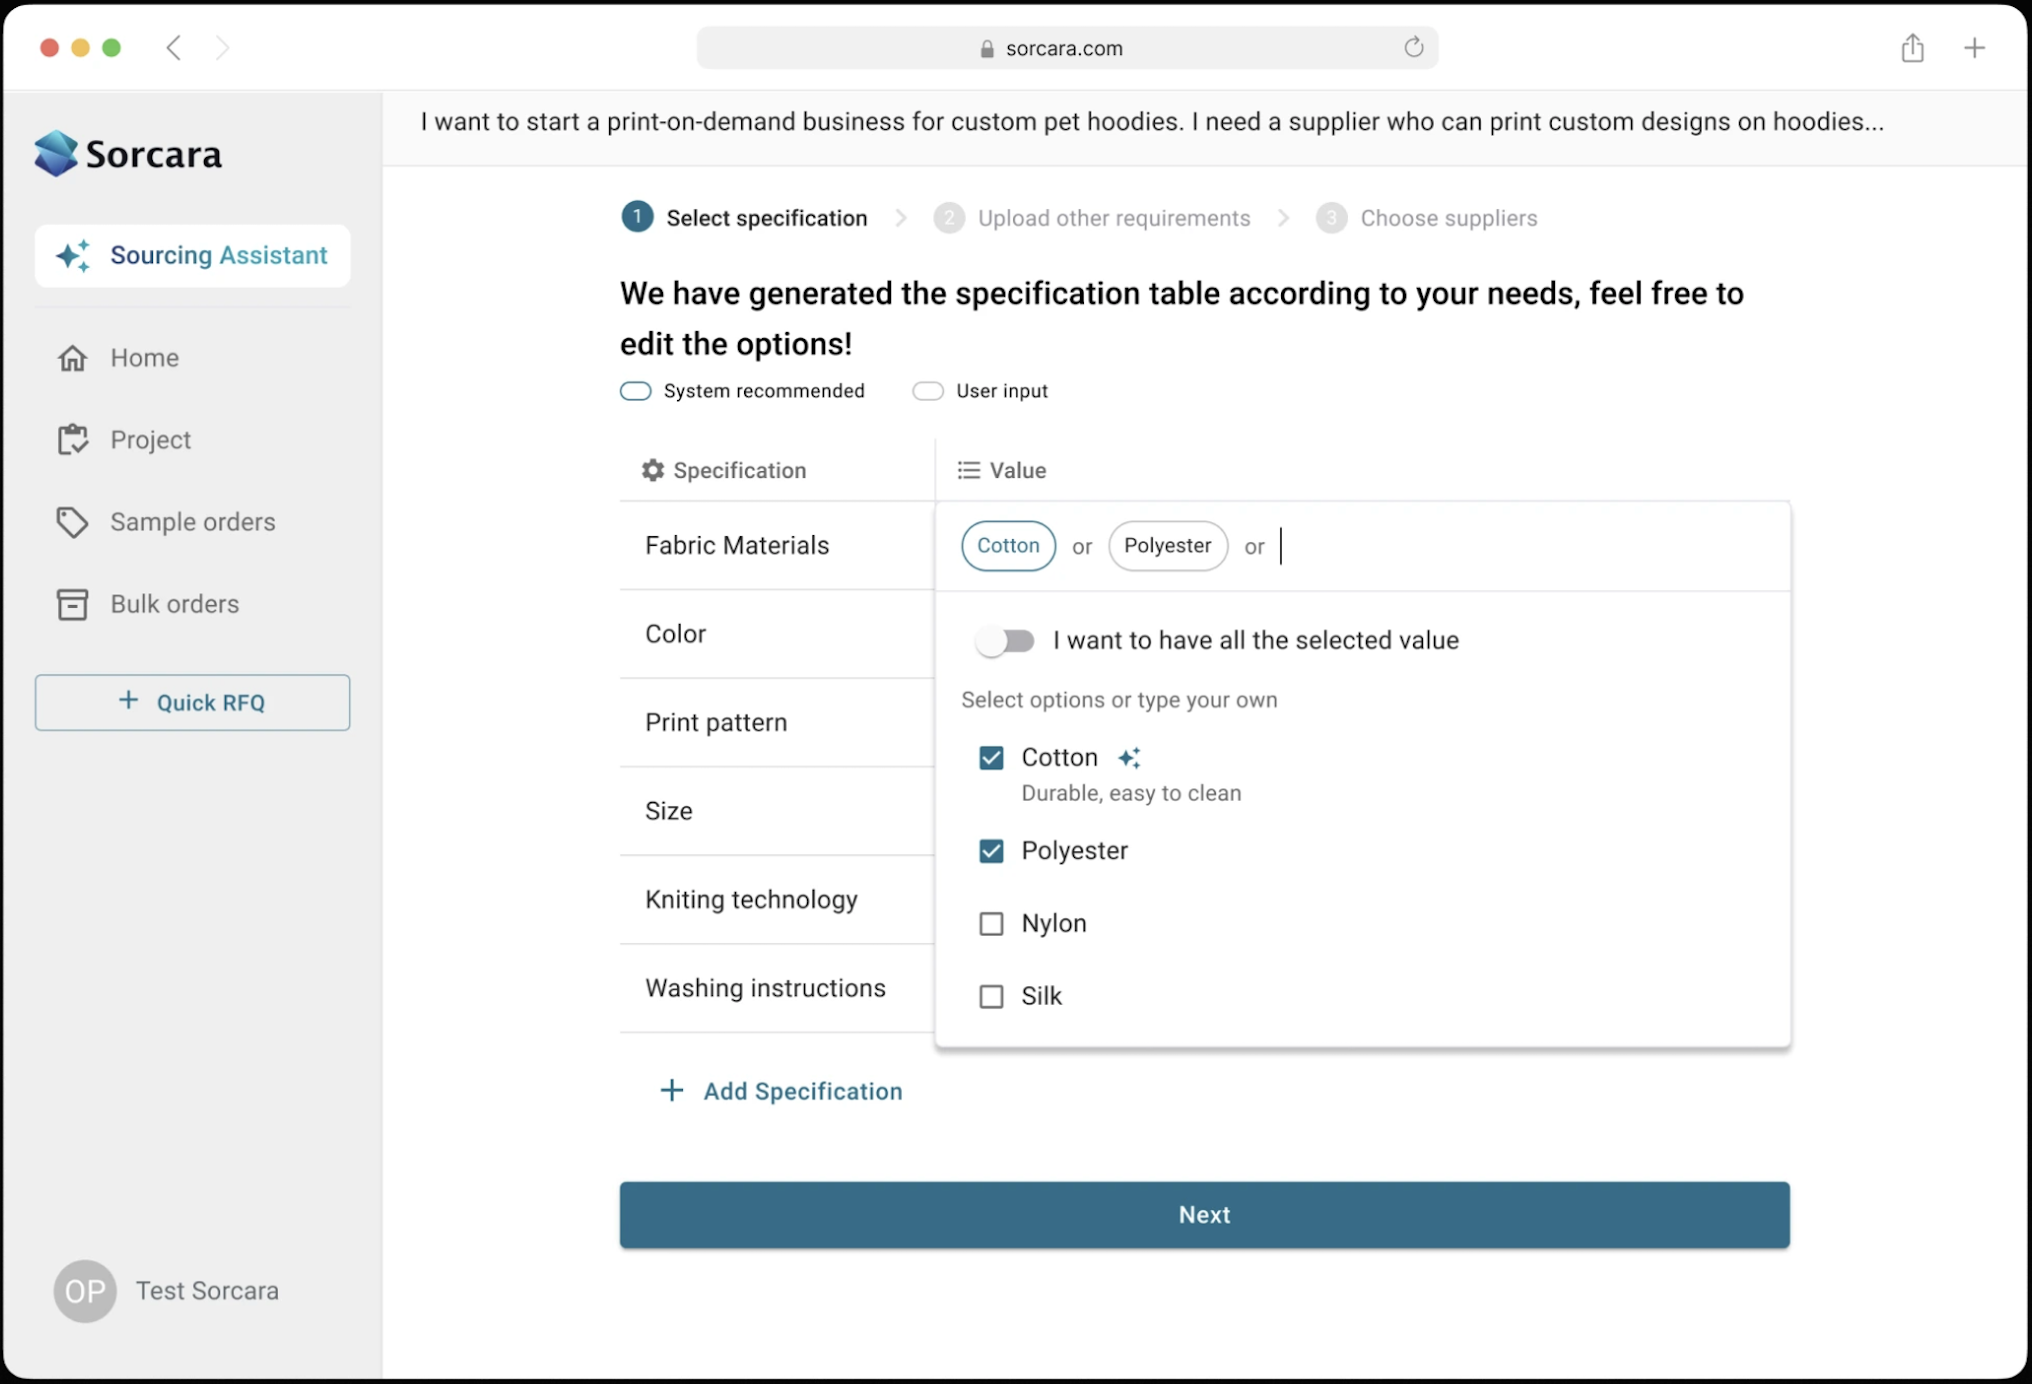 sorcara.com
Sorcara
Sourcing Assistant
Home
Project
Sample orders
Bulk orders
+ Quick RFQ
OP Test Sorcara
I want to start a print-on-demand business for custom pet hoodies. I need a supplier who can print custom designs on hoodies...
1 Select specification > 2 Upload other requirements > 3 Choose suppliers
We have generated the specification table according to your needs, feel free to
edit the options!
System recommended User input
Specification Value
Fabric Materials Cotton or Polyester or
Color
Print pattern
Size
Kniting technology
Washing instructions
I want to have all the selected value
Select options or type your own
Cotton
Durable, easy to clean
Polyester
Nylon
Silk
+ Add Specification
Next